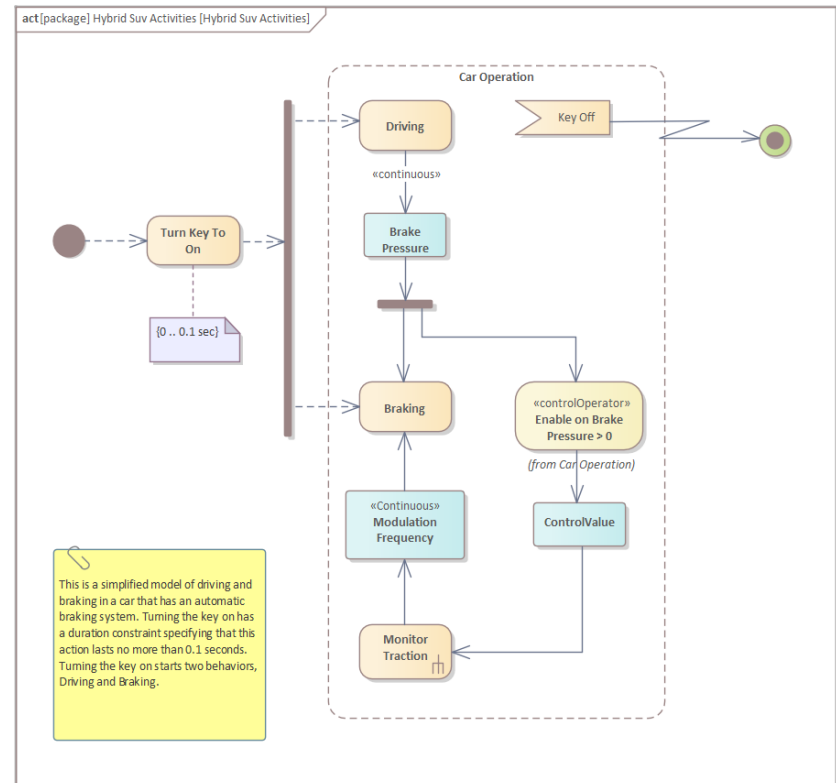 act [package] Hybrid Suv Activities [Hybrid Suv Activities]
Car Operation
Driving
Key Off
«continuous»
Turn Key To
On
Brake
Pressure
{0 .. 0.1 sec}
Braking
«controlOperator»
Enable on Brake
Pressure > 0
(from Car Operation)
«Continuous»
Modulation
Frequency
ControlValue
This is a simplified model of driving and
braking in a car that has an automatic
braking system. Turning the key on has
a duration constraint specifying that this
action lasts no more than 0.1 seconds.
Turning the key on starts two behaviors,
Driving and Braking.
Monitor
Traction